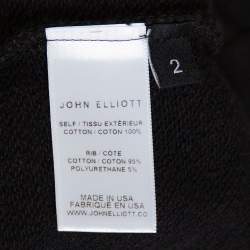 2
JOHN ELLIOTT
SELF / TISSU EXTÉRIEUR
COTTON / COTON 100%
RIB / CÔTE
COTTON / COTON 95%
POLYURETHANE 5%
MADE IN USA
FABRIQUE EN USA
WWW.JOHNELLIOTT.CO